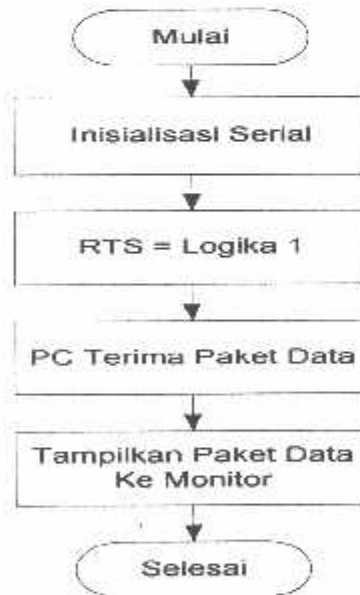 Mulai
Inisialisasi Serial
RTS = Logika 1
PC Terima Paket Data
Tampilkan Paket Data
Ke Monitor
Selesai